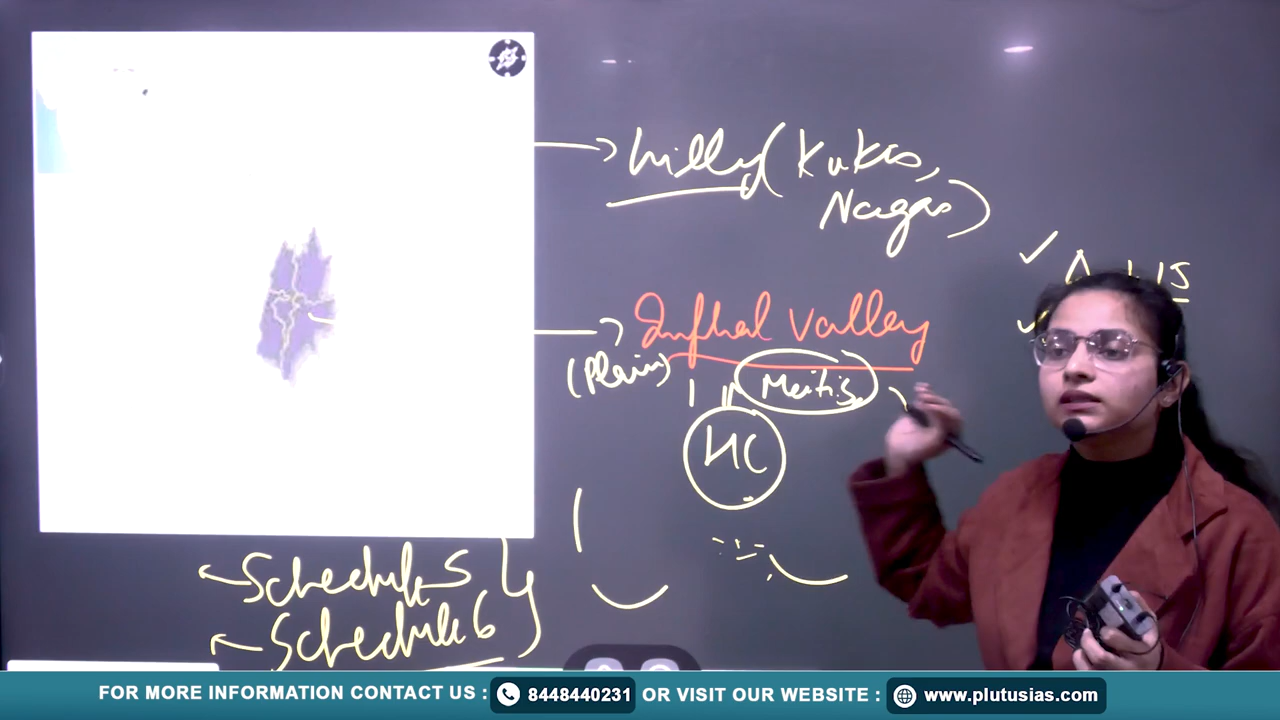 hilly (Kukis,
Nagas)
Imfhal Valley
(Plain)
Meitis
HC
Schedule 5
Schedule 6
FOR MORE INFORMATION CONTACT US : 8448440231 OR VISIT OUR WEBSITE : www.plutusias.com